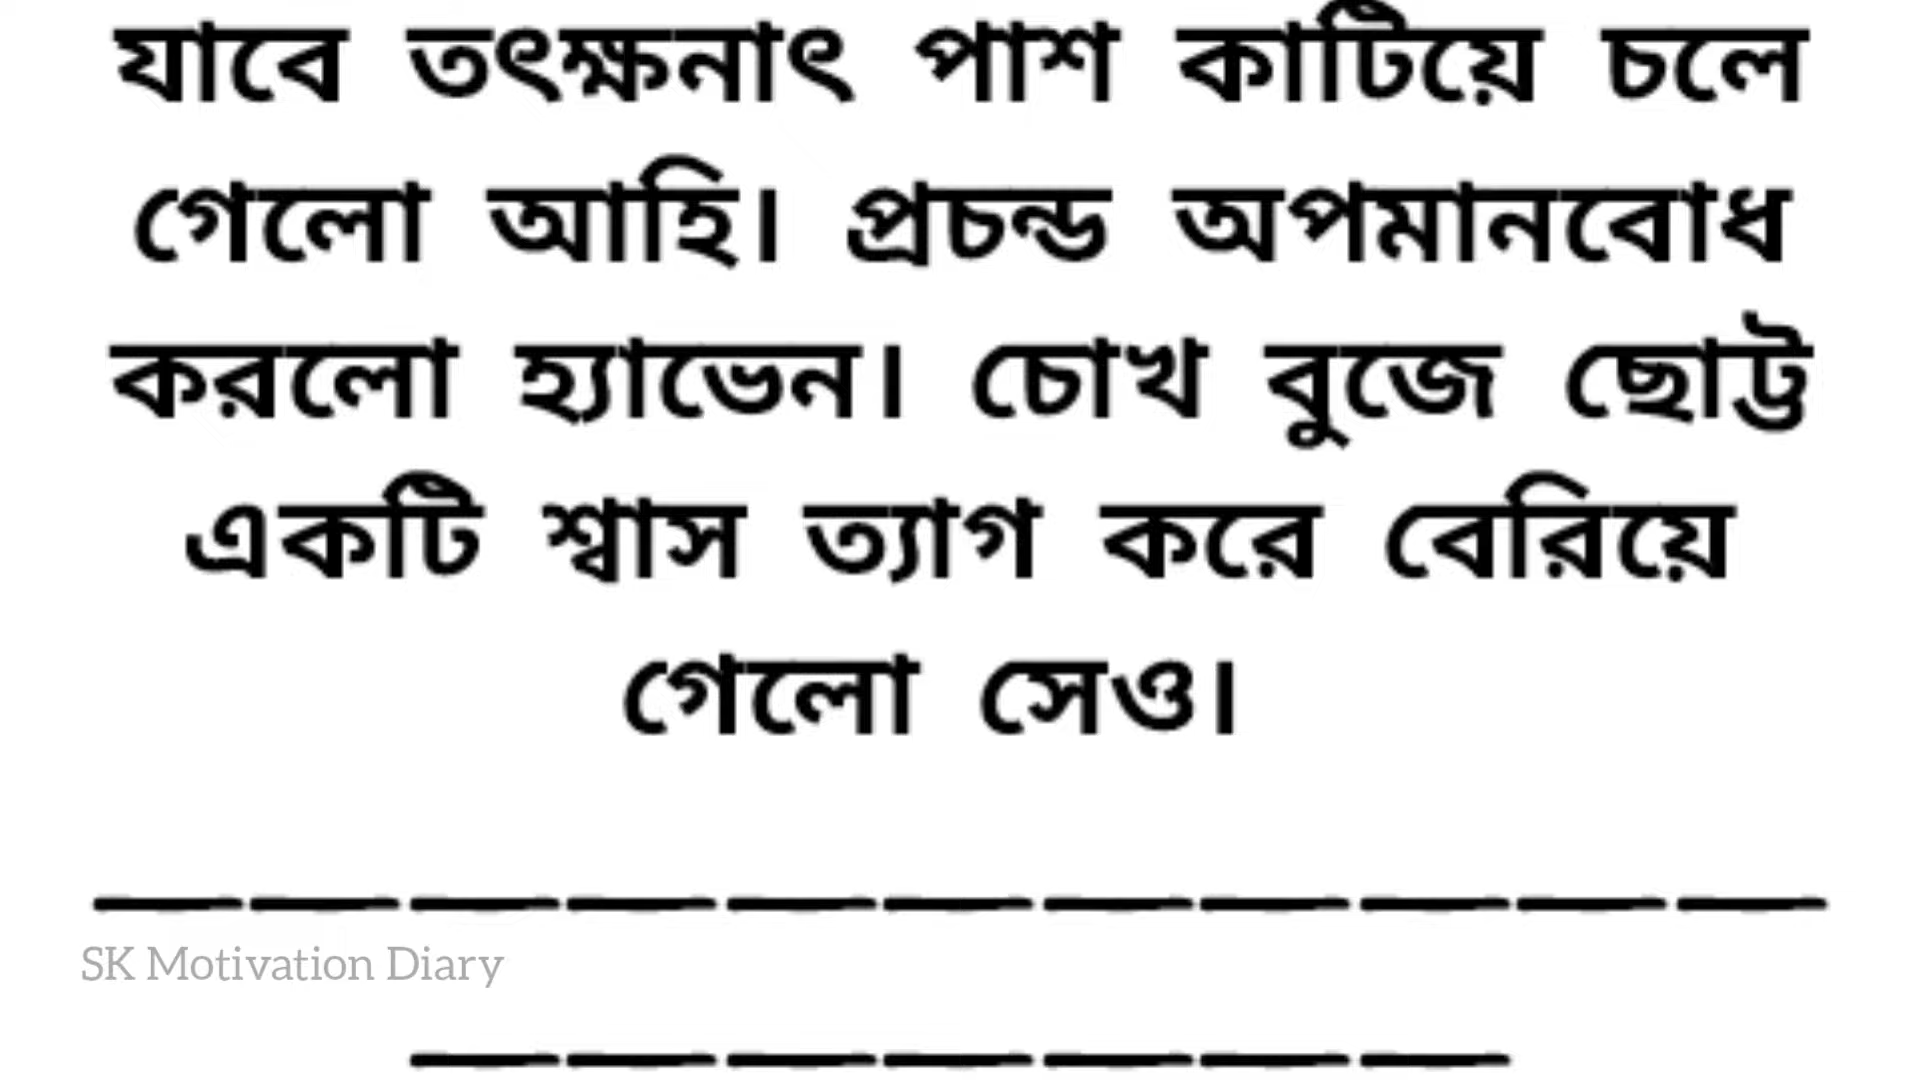 যাবে তৎক্ষনাৎ পাশ কাটিয়ে চলে
গেলো আহি। প্রচন্ড অপমানবোধ
করলো হ্যাভেন। চোখ বুজে ছোট্ট
একটি শ্বাস ত্যাগ করে বেরিয়ে
গেলো সেও।
———————————
SK Motivation Diary
———————